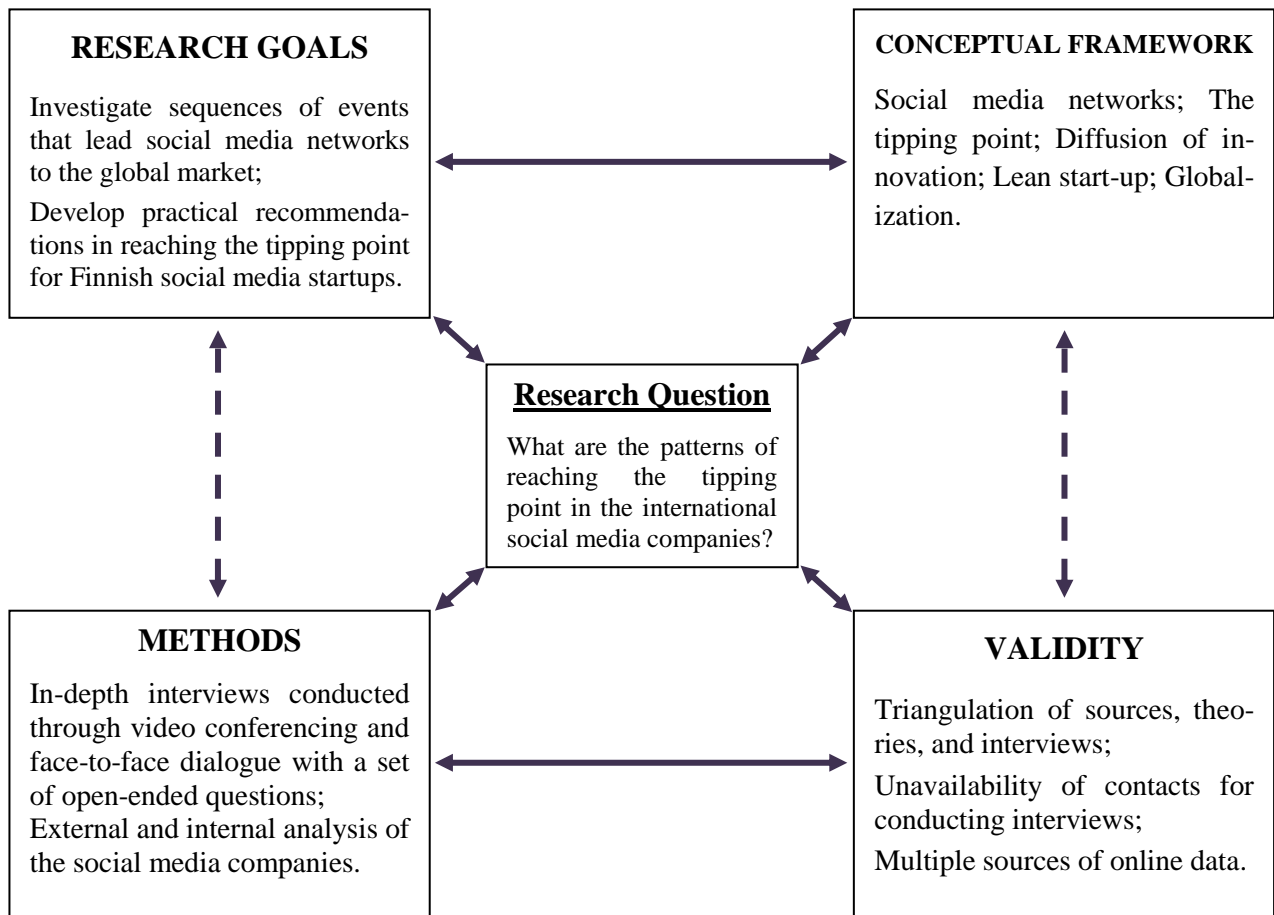 RESEARCH GOALS
Investigate sequences of events
that lead social media networks
to the global market;
Develop practical recommenda-
tions in reaching the tipping point
for Finnish social media startups.
CONCEPTUAL FRAMEWORK
Social media networks; The
tipping point; Diffusion of in-
novation; Lean start-up; Global-
ization.
Research Question
What are the patterns of
reaching the tipping
point in the international
social media companies?
METHODS
In-depth interviews conducted
through video conferencing and
face-to-face dialogue with a set
of open-ended questions;
External and internal analysis of
the social media companies.
VALIDITY
Triangulation of sources, theo-
ries, and interviews;
Unavailability of contacts for
conducting interviews;
Multiple sources of online data.